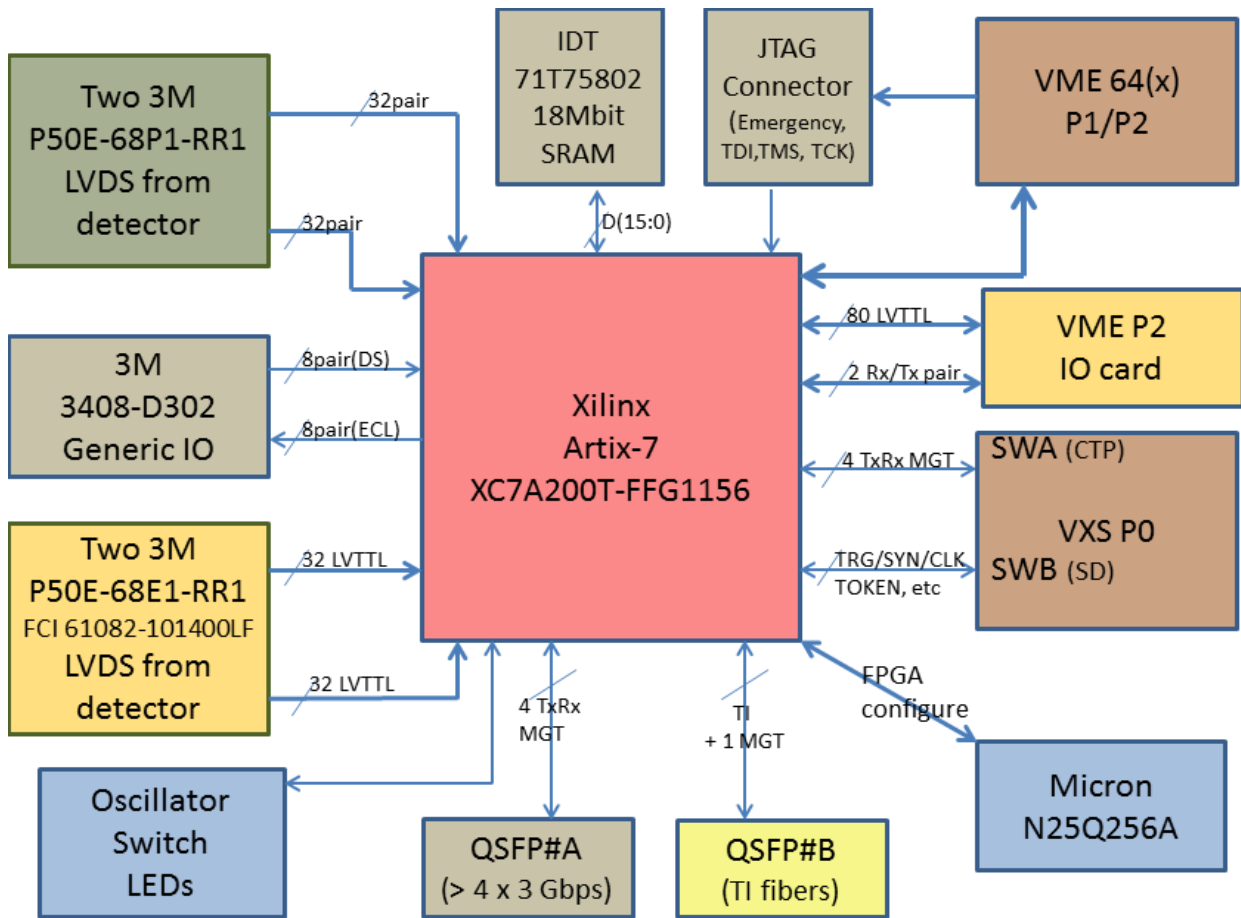 Two 3M
P50E-68P1-RR1
LVDS from
detector
32pair
32pair
IDT
71T75802
18Mbit
SRAM
D(15:0)
JTAG
Connector
(Emergency,
TDI,TMS, TCK)
VME 64(x)
P1/P2
3M
3408-D302
Generic IO
8pair(DS)
8pair(ECL)
Xilinx
Artix-7
XC7A200T-FFG1156
80 LVTTL
2 Rx/Tx pair
VME P2
IO card
4 TxRx MGT
TRG/SYN/CLK
TOKEN, etc
SWA (CTP)
VXS P0
SWB (SD)
Two 3M
P50E-68E1-RR1
FCI 61082-101400LF
LVDS from
detector
32 LVTTL
32 LVTTL
4 TxRx
MGT
TI
+ 1 MGT
FPGA
configure
Oscillator
Switch
LEDs
QSFP#A
(> 4 x 3 Gbps)
QSFP#B
(TI fibers)
Micron
N25Q256A